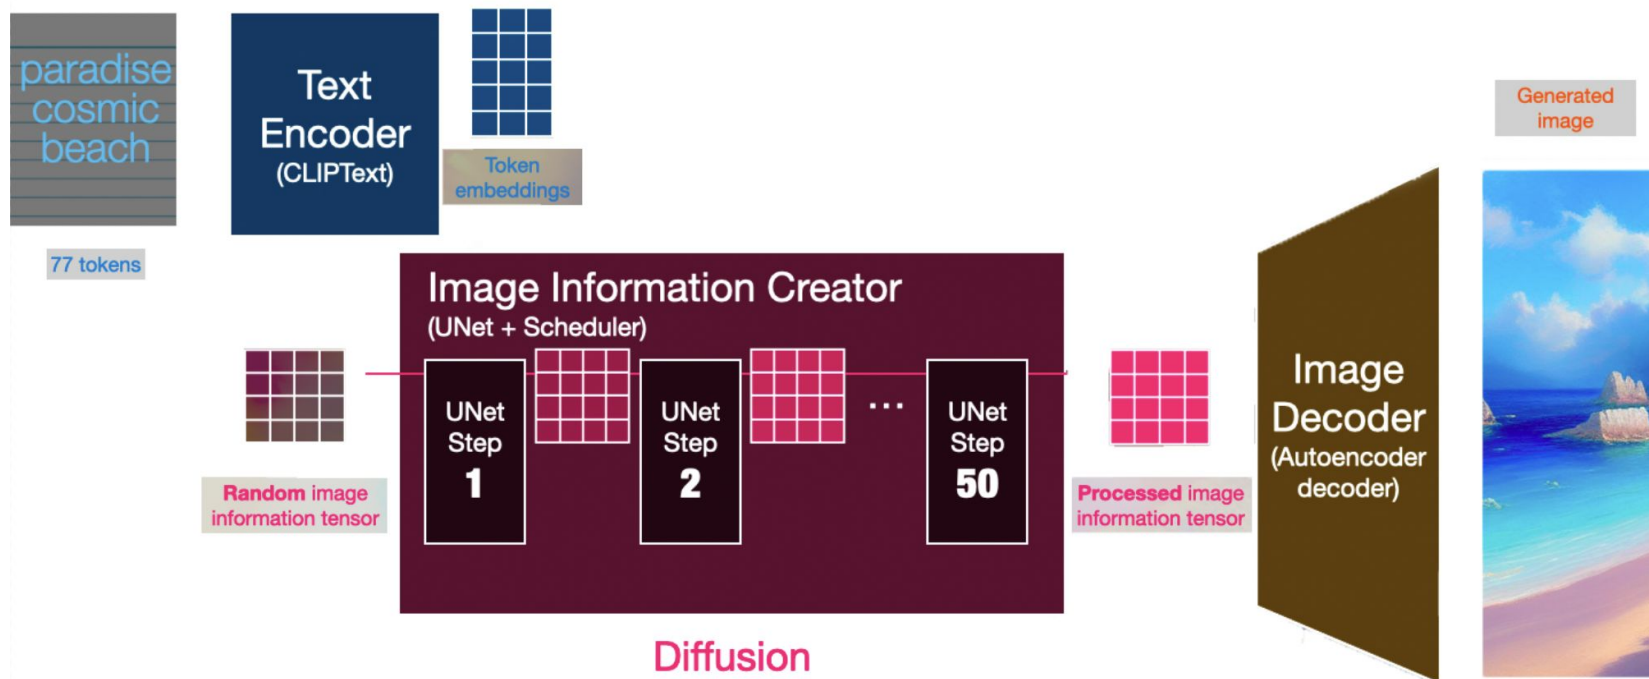 paradise
cosmic
beach
77 tokens
Text
Encoder
(CLIPText)
Token
embeddings
Generated
image
Image Information Creator
(UNet + Scheduler)
UNet
Step
1
UNet
Step
2
...
UNet
Step
50
Random image
information tensor
Processed image
information tensor
Image
Decoder
(Autoencoder
decoder)
Diffusion